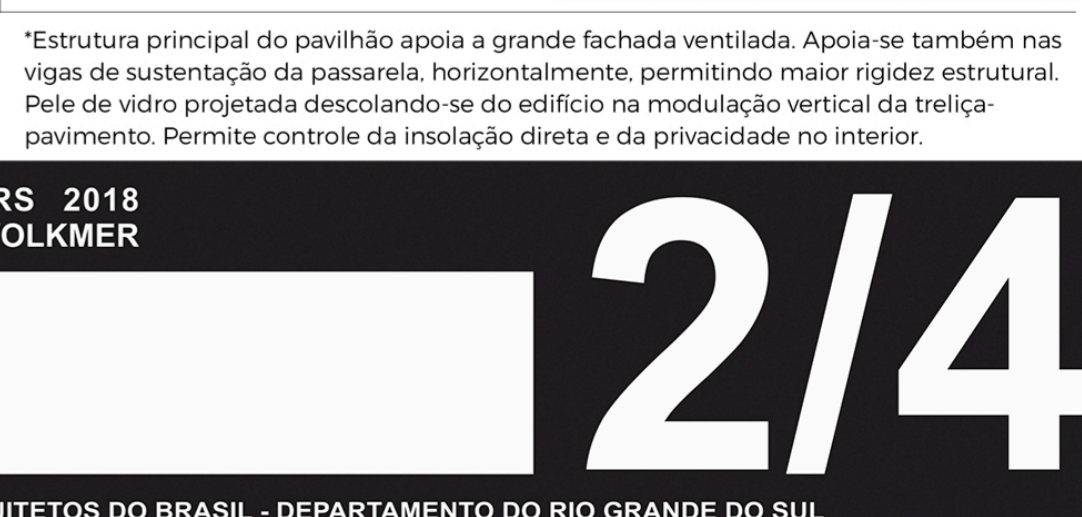 *Estrutura principal do pavilhão apoia a grande fachada ventilada. Apoia-se também nas
vigas de sustentação da passarela, horizontalmente, permitindo maior rigidez estrutural.
Pele de vidro projetada descolando-se do edifício na modulação vertical da treliça-
pavimento. Permite controle da insolação direta e da privacidade no interior.
RS 2018
OLKMER
2/4
UITETOS DO BRASIL - DEPARTAMENTO DO RIO GRANDE DO SUL